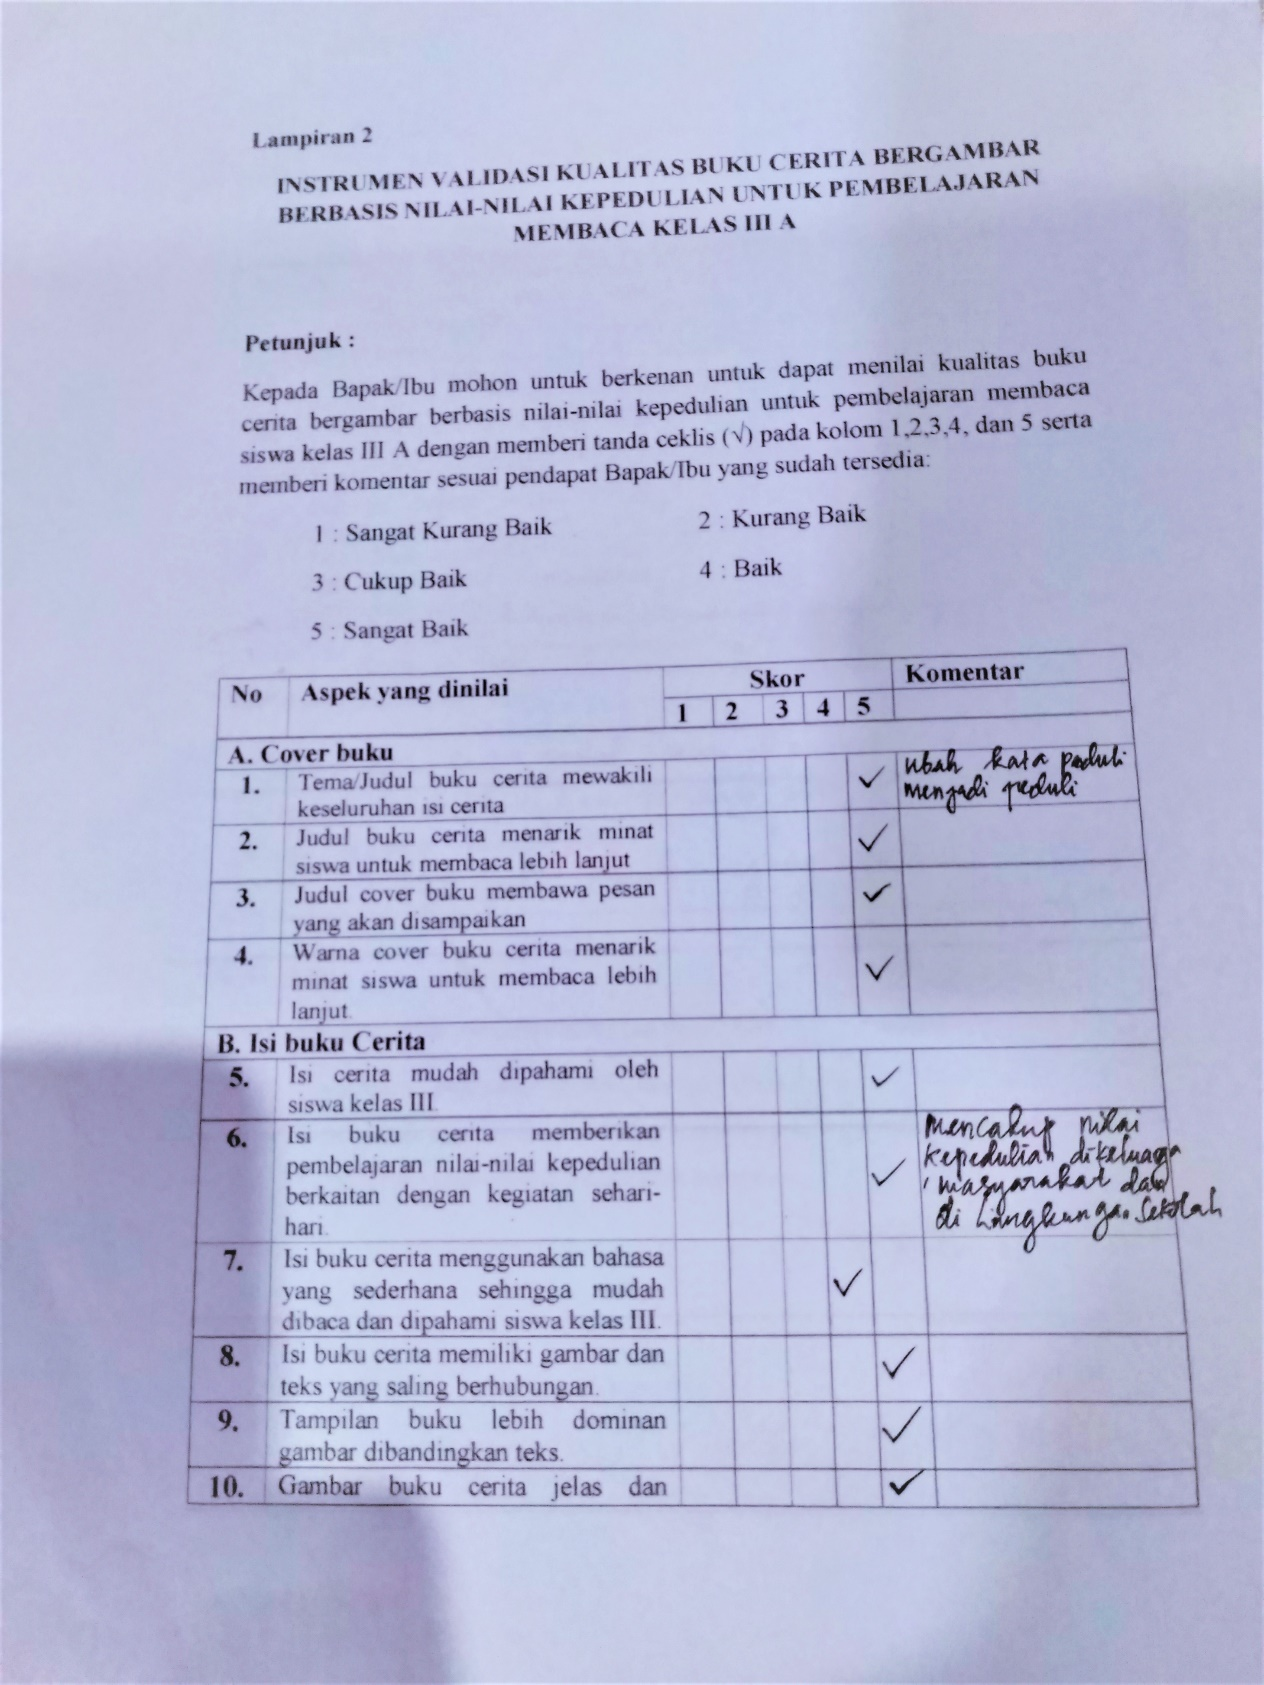 Lampiran 2
INSTRUMEN VALIDASI KUALITAS BUKU CERITA BERGAMBAR
BERBASIS NILAI-NILAI KEPEDULIAN UNTUK PEMBELAJARAN
MEMBACA KELAS III A
Petunjuk :
Kepada Bapak/Ibu mohon untuk berkenan untuk dapat menilai kualitas buku
cerita bergambar berbasis nilai-nilai kepedulian untuk pembelajaran membaca
siswa kelas III A dengan memberi tanda ceklis (√) pada kolom 1,2,3,4, dan 5 serta
memberi komentar sesuai pendapat Bapak/Ibu yang sudah tersedia:
1 : Sangat Kurang Baik
2 : Kurang Baik
3 : Cukup Baik
4 : Baik
5 : Sangat Baik
No Aspek yang dinilai Skor Komentar
1 2 3 4 5
A. Cover buku
1. Tema/Judul buku cerita mewakili
keseluruhan isi cerita
✓
ubah kata paduli
mengadi peduli
2. Judul buku cerita menarik minat
siswa untuk membaca lebih lanjut
✓
3. Judul cover buku membawa pesan
yang akan disampaikan
✓
4. Warna cover buku cerita menarik
minat siswa untuk membaca lebih
lanjut.
✓
B. Isi buku Cerita
5. Isi cerita mudah dipahami oleh
siswa kelas III.
✓
6. Isi buku cerita memberikan
pembelajaran nilai-nilai kepedulian
berkaitan dengan kegiatan sehari-
hari.
✓
mencakup nilai
kepedulian dikeluaga
, masyarakat dan
di Lingkungan Sekolah
7. Isi buku cerita menggunakan bahasa
yang sederhana sehingga mudah
dibaca dan dipahami siswa kelas III.
✓
8. Isi buku cerita memiliki gambar dan
teks yang saling berhubungan.
✓
9. Tampilan buku lebih dominan
gambar dibandingkan teks.
✓
10. Gambar buku cerita jelas dan
✓